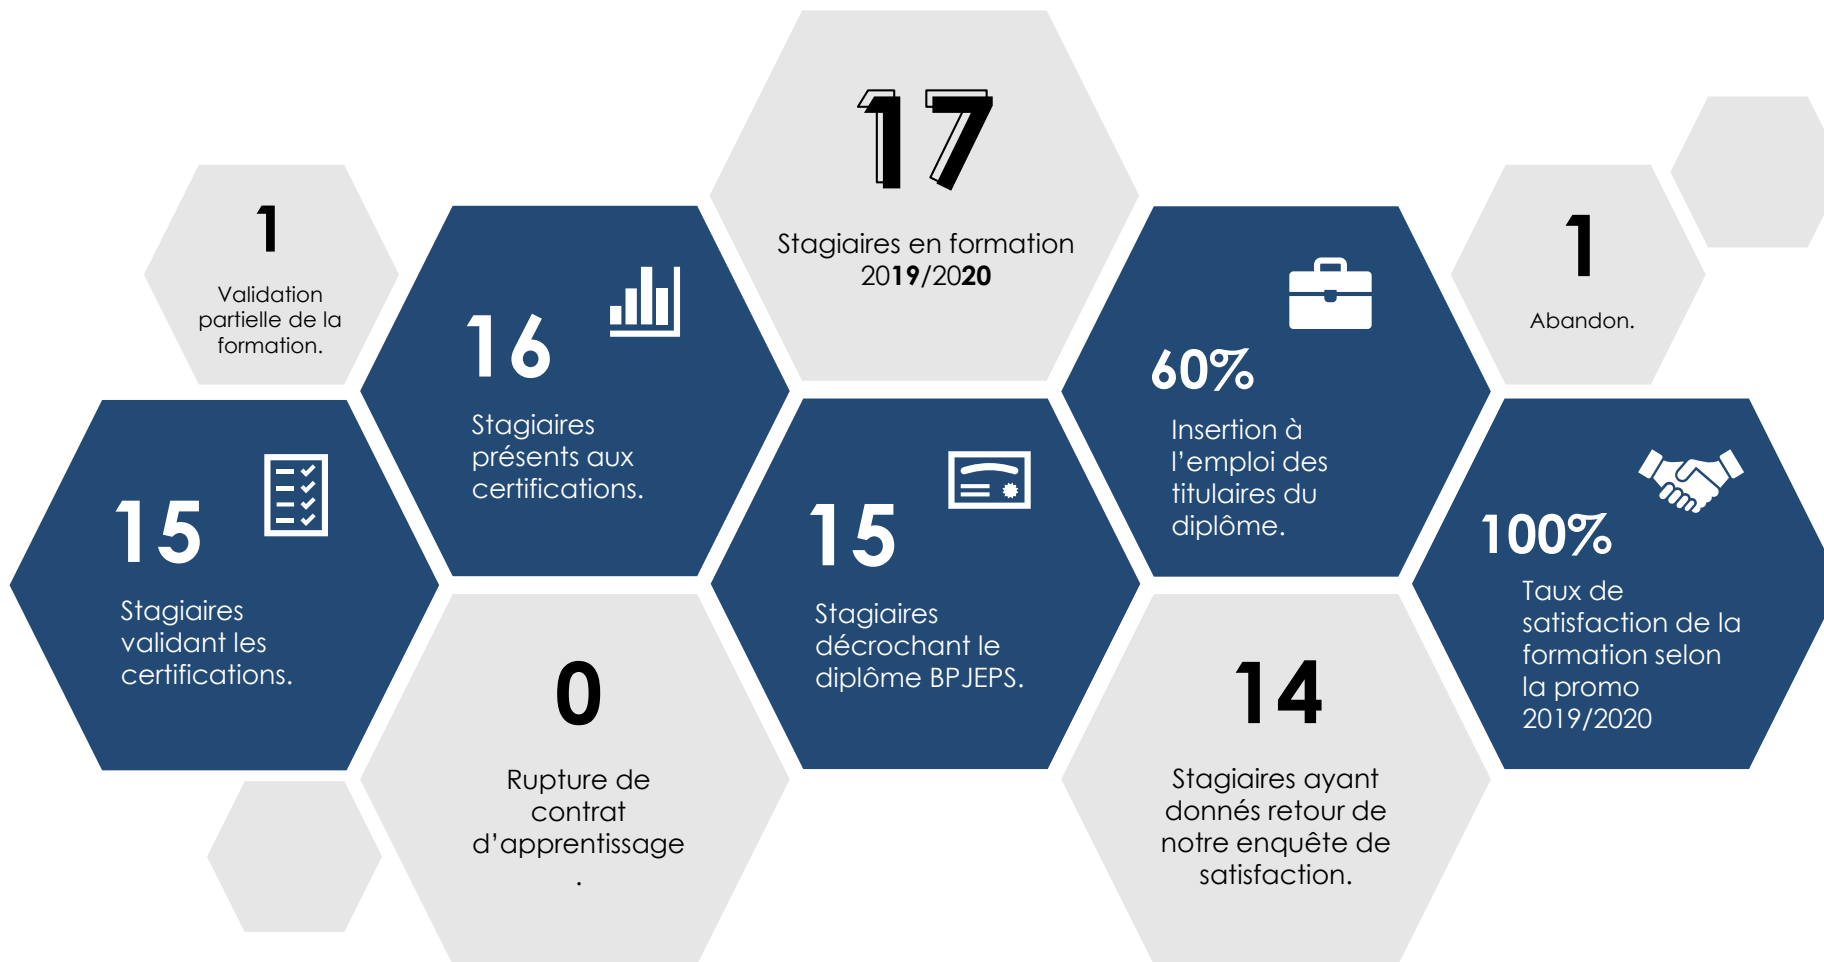 17
Stagiaires en formation
2019/2020
1
Validation
partielle de la
formation.
16
Stagiaires
présents aux
certifications.
60%
Insertion à
l’emploi des
titulaires du
diplôme.
1
Abandon.
15
Stagiaires
validant les
certifications.
15
Stagiaires
décrochant le
diplôme BPJEPS.
100%
Taux de
satisfaction de la
formation selon
la promo
2019/2020
0
Rupture de
contrat
d’apprentissage
.
14
Stagiaires ayant
donnés retour de
notre enquête de
satisfaction.